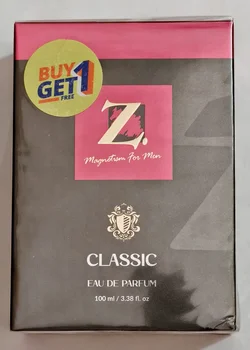 BUY
GET 1
FREE
Z.
Magnetism For Men
CLASSIC
EAU DE PARFUM
100 ml / 3.38 fl. oz